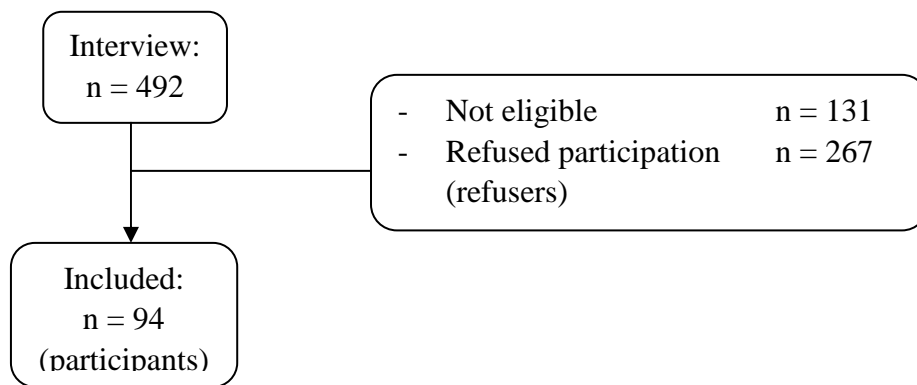 Interview:
n = 492
- Not eligible n = 131
- Refused participation n = 267
(refusers)
Included:
n = 94
(participants)